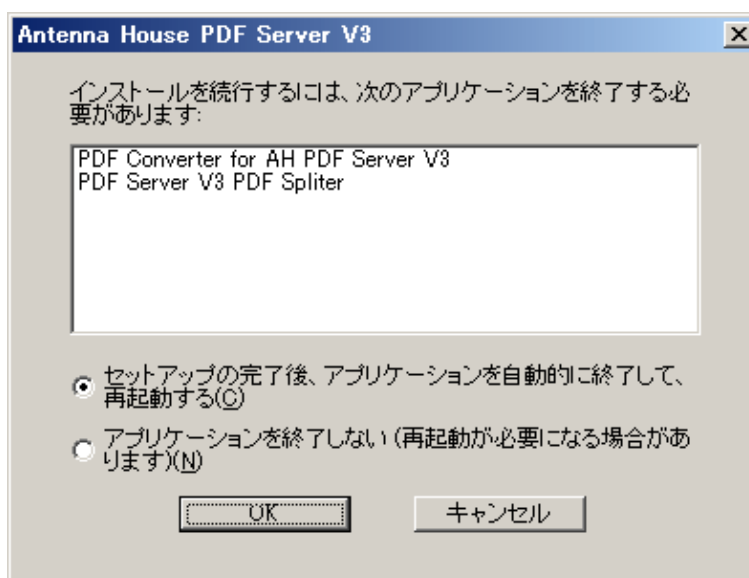 Antenna House PDF Server V3
インストールを続行するには、次のアプリケーションを終了する必
要があります:
PDF Converter for AH PDF Server V3
PDF Server V3 PDF Spliter
セットアップの完了後、アプリケーションを自動的に終了して、
再起動する(C)
アプリケーションを終了しない (再起動が必要になる場合があ
ります)(N)
OK
キャンセル